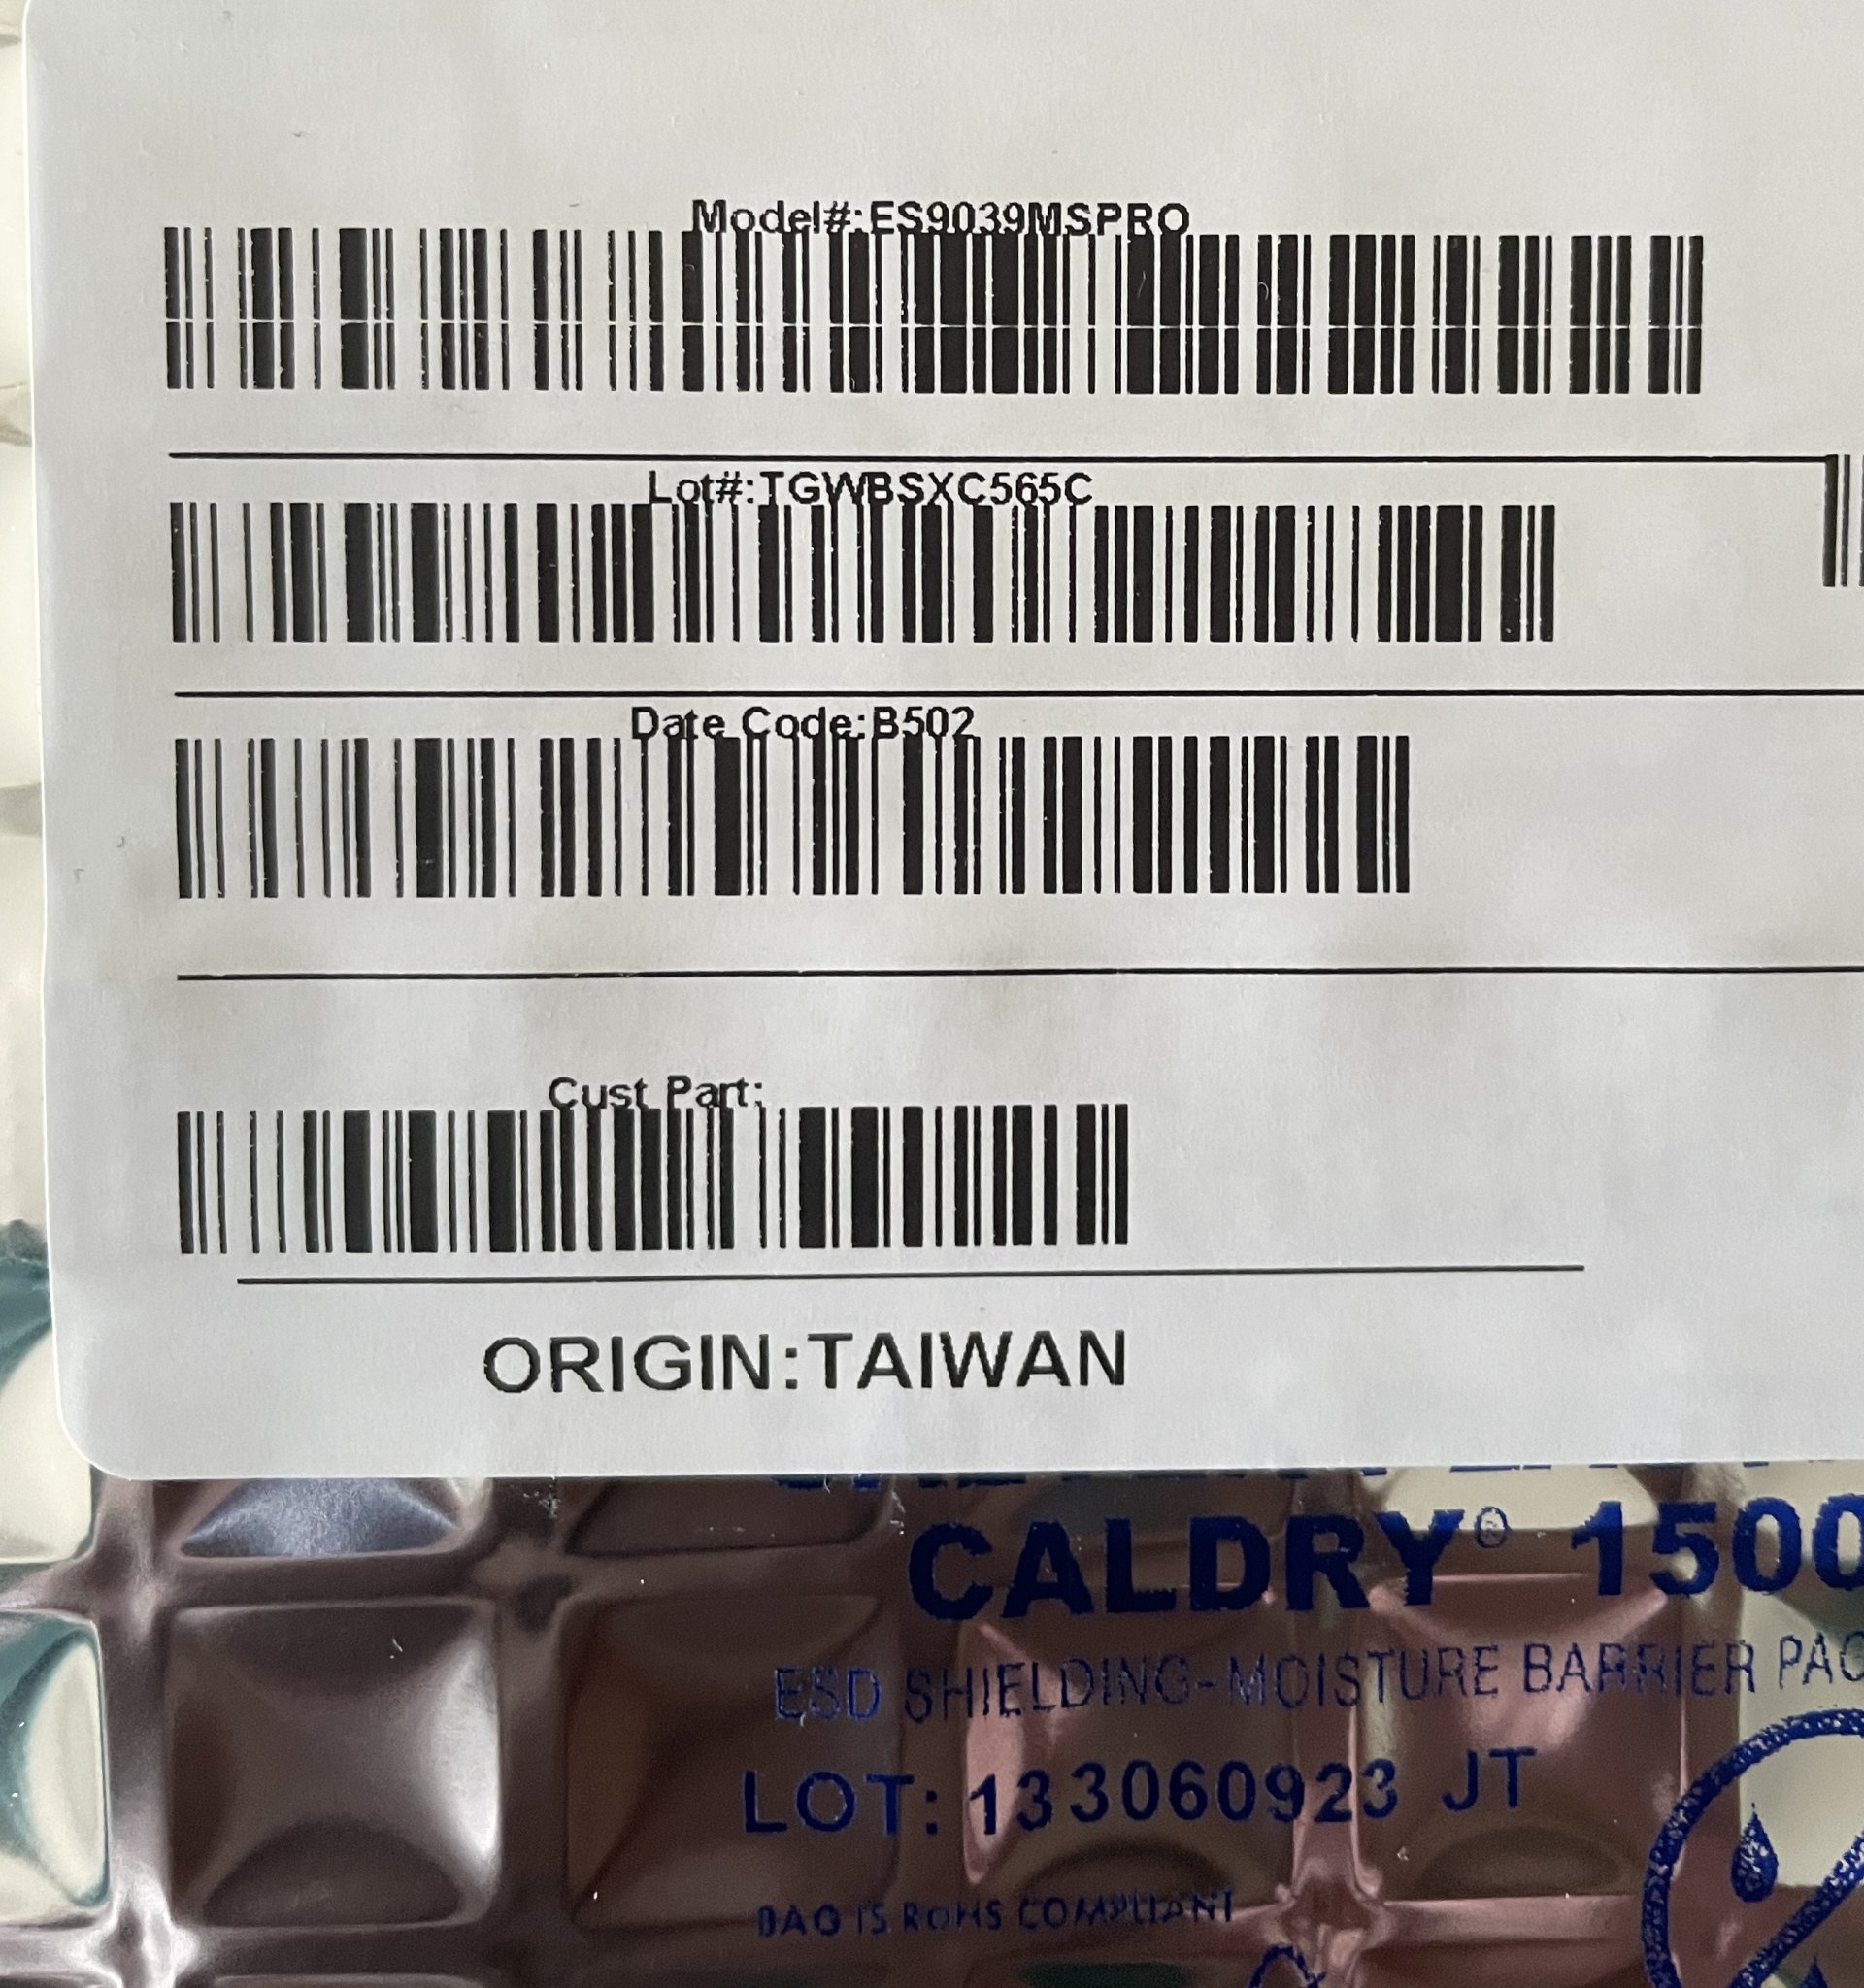 Model#:ES9039MSPRO
Lot#:TGWBSXC565C
Date Code:B502
Cust Part:
ORIGIN:TAIWAN
CALDRY® 1500
ESD SHIELDING-MOISTURE BARRIER
LOT: 133060923 JT
BAG IS ROHS COMPLIANT